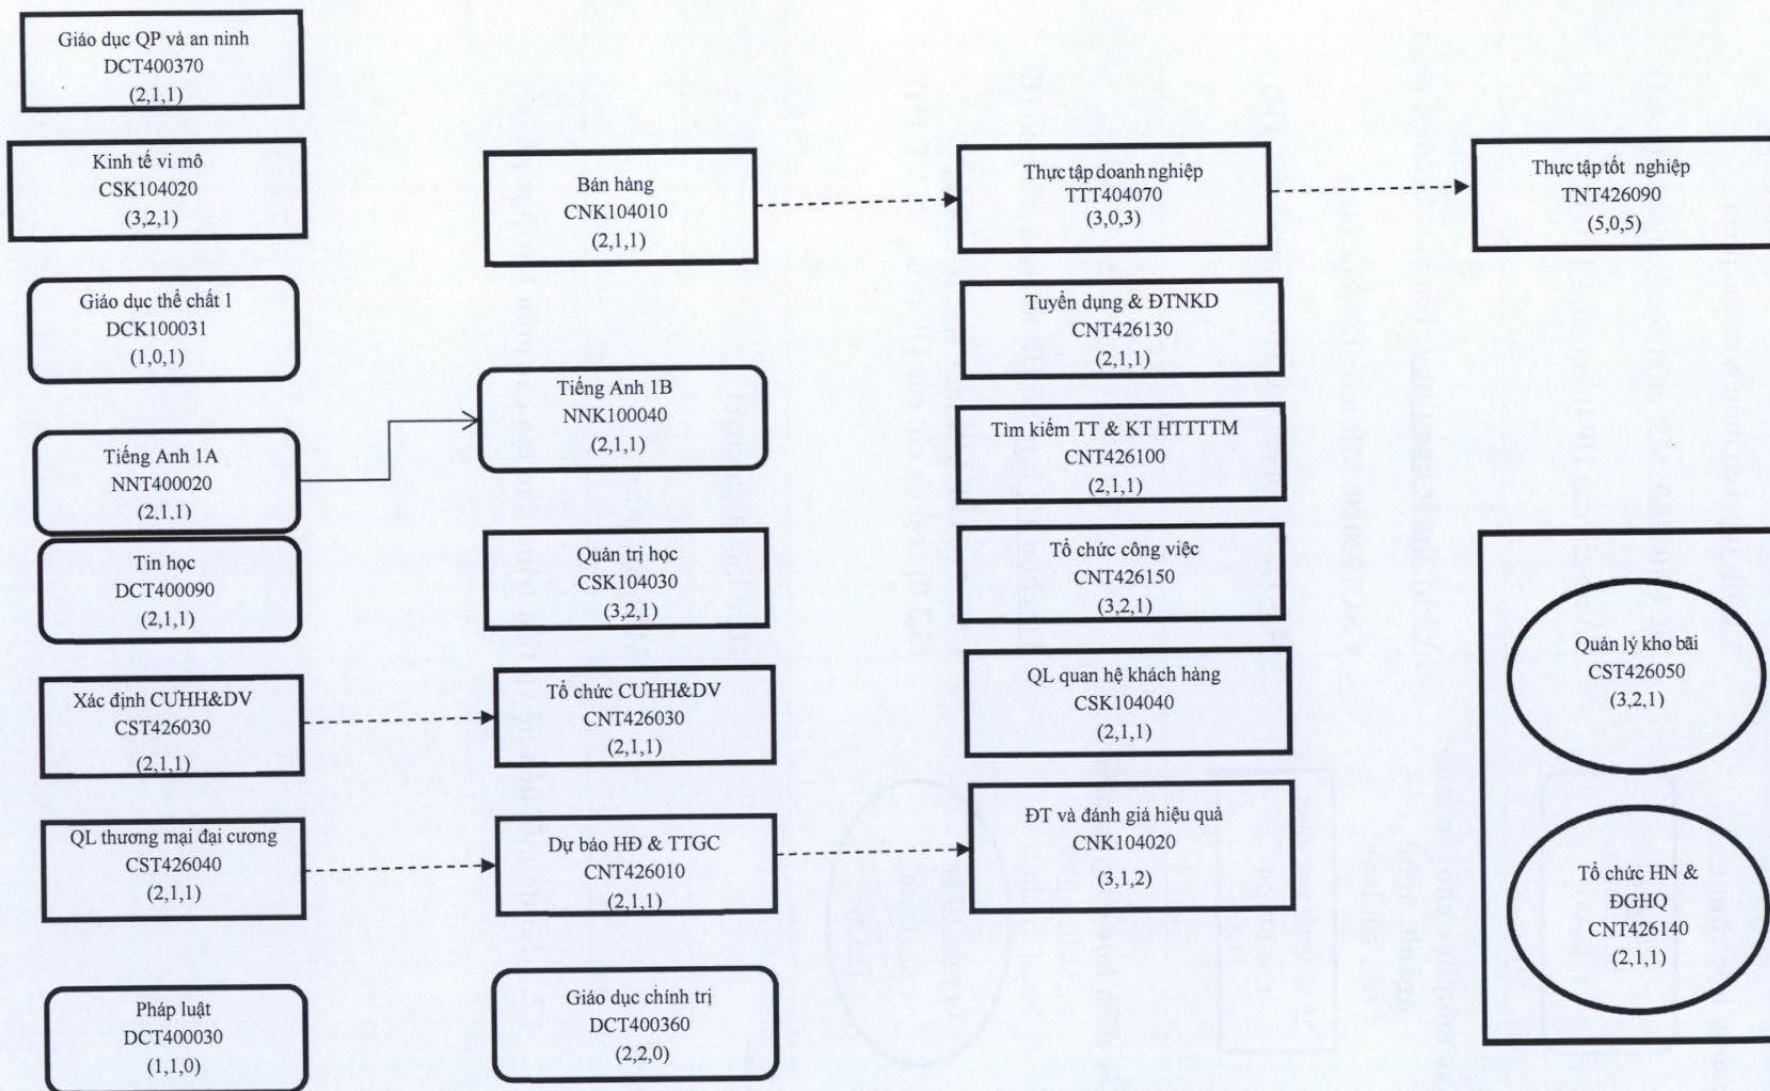 Giáo dục QP và an ninh
DCT400370
(2,1,1)
Kinh tế vi mô
CSK104020
(3,2,1)
Giáo dục thể chất 1
DCK100031
(1,0,1)
Tiếng Anh 1A
NNT400020
(2,1,1)
Tin học
DCT400090
(2,1,1)
Xác định CƯHH&DV
CST426030
(2,1,1)
QL thương mại đại cương
CST426040
(2,1,1)
Pháp luật
DCT400030
(1,1,0)
Bán hàng
CNK104010
(2,1,1)
Tiếng Anh 1B
NNK100040
(2,1,1)
Quản trị học
CSK104030
(3,2,1)
Tổ chức CƯHH&DV
CNT426030
(2,1,1)
Dự báo HĐ & TTGC
CNT426010
(2,1,1)
Giáo dục chính trị
DCT400360
(2,2,0)
Thực tập doanh nghiệp
TTT404070
(3,0,3)
Tuyển dụng & ĐTNKD
CNT426130
(2,1,1)
Tìm kiếm TT & KT HTTTTM
CNT426100
(2,1,1)
Tổ chức công việc
CNT426150
(3,2,1)
QL quan hệ khách hàng
CSK104040
(2,1,1)
ĐT và đánh giá hiệu quả
CNK104020
(3,1,2)
Thực tập tốt nghiệp
TNT426090
(5,0,5)
Quản lý kho bãi
CST426050
(3,2,1)
Tổ chức HN &
ĐGHQ
CNT426140
(2,1,1)